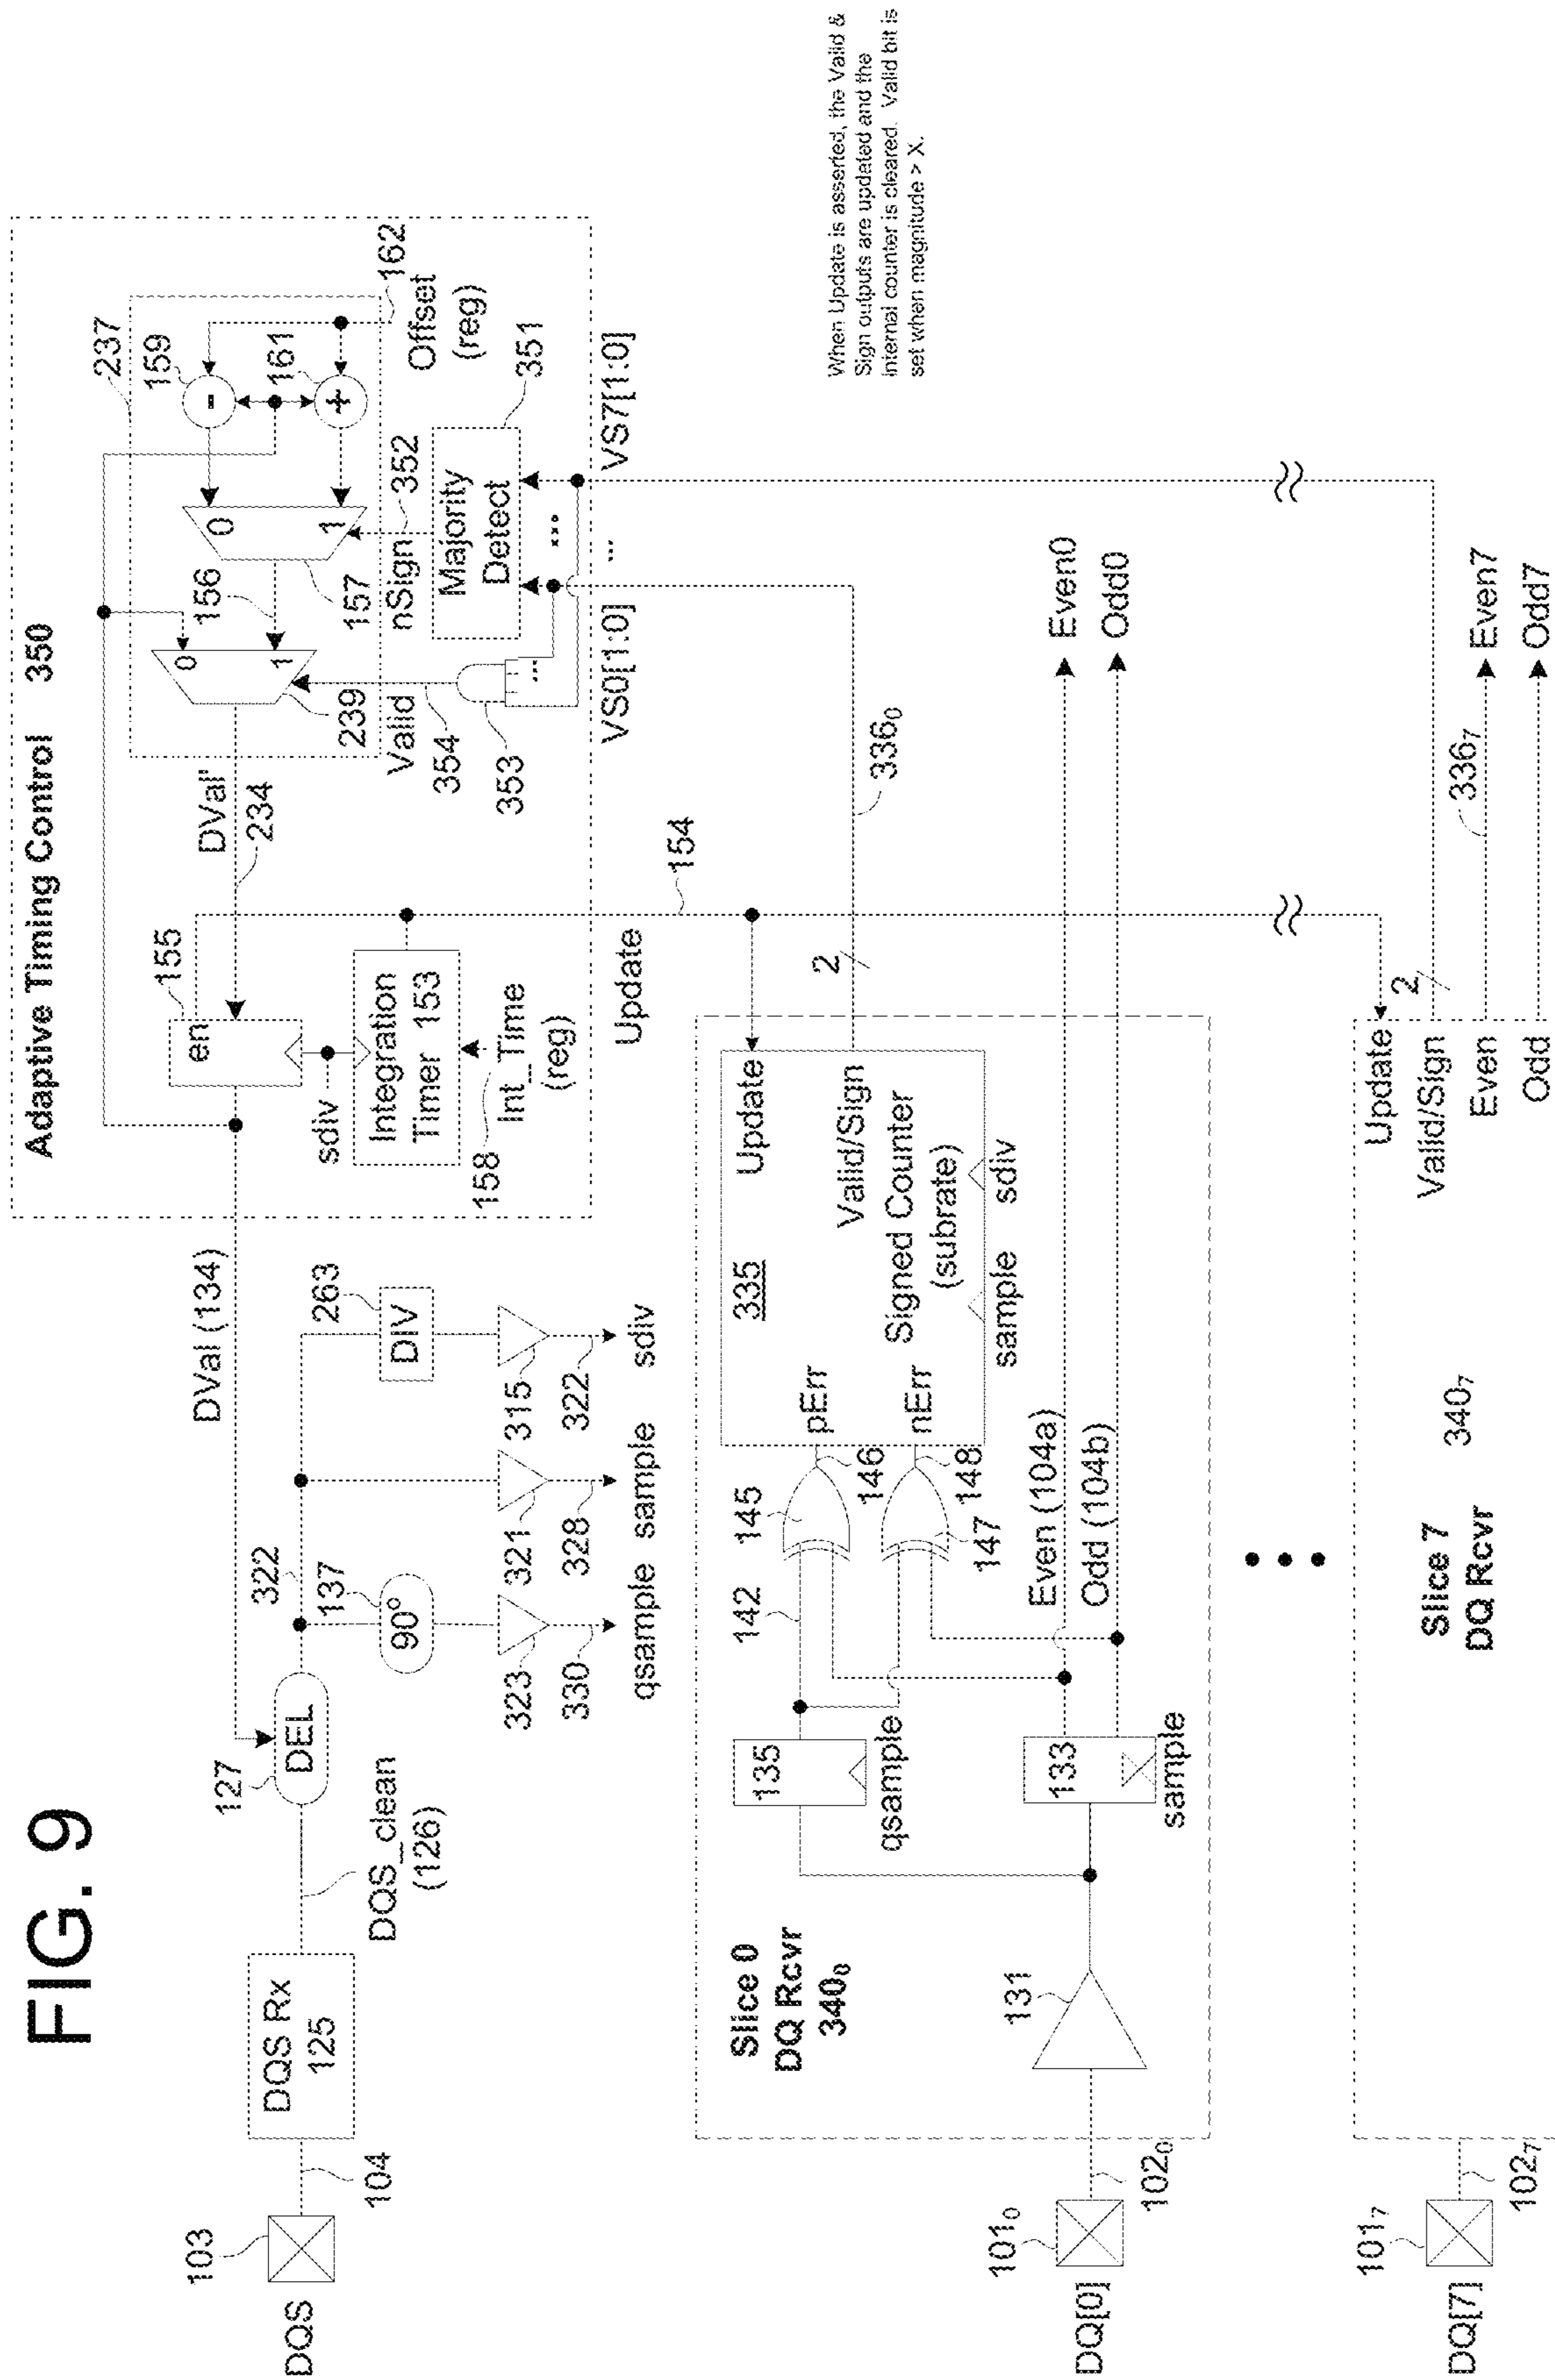 FIG. 9
Adaptive Timing Control 350
DQS
103
104
DQS Rx
125
DQS_clean
(126)
127
DEL
DVal (134)
322
137
90°
263
DIV
323
321
315
330
328
322
qsample
sample
sdiv
155
en
sdiv
Integration
Timer 153
158
Int_Time
(reg)
Update
154
DVal'
234
237
0
1
239
156
0
1
157
159
-
161
+
162
Offset
(reg)
Valid
354
353
nSign 352
Majority
Detect
351
...
...
...
VS0[1:0]
VS7[1:0]
When Update is asserted, the Valid &
Sign outputs are updated and the
internal counter is cleared. Valid bit is
set when magnitude > X.
DQ[0]
101₀
102₀
Slice 0
DQ Rcvr
340₀
131
135
qsample
133
sample
142
145
146
147
148
pErr
nErr
335
Update
Valid/Sign
Signed Counter
(subrate)
sample
sdiv
2
336₀
Even (104a)
Odd (104b)
Even0
Odd0
DQ[7]
101₇
102₇
Slice 7
DQ Rcvr
340₇
Update
Valid/Sign
Even
Odd
2
336₇
Even7
Odd7